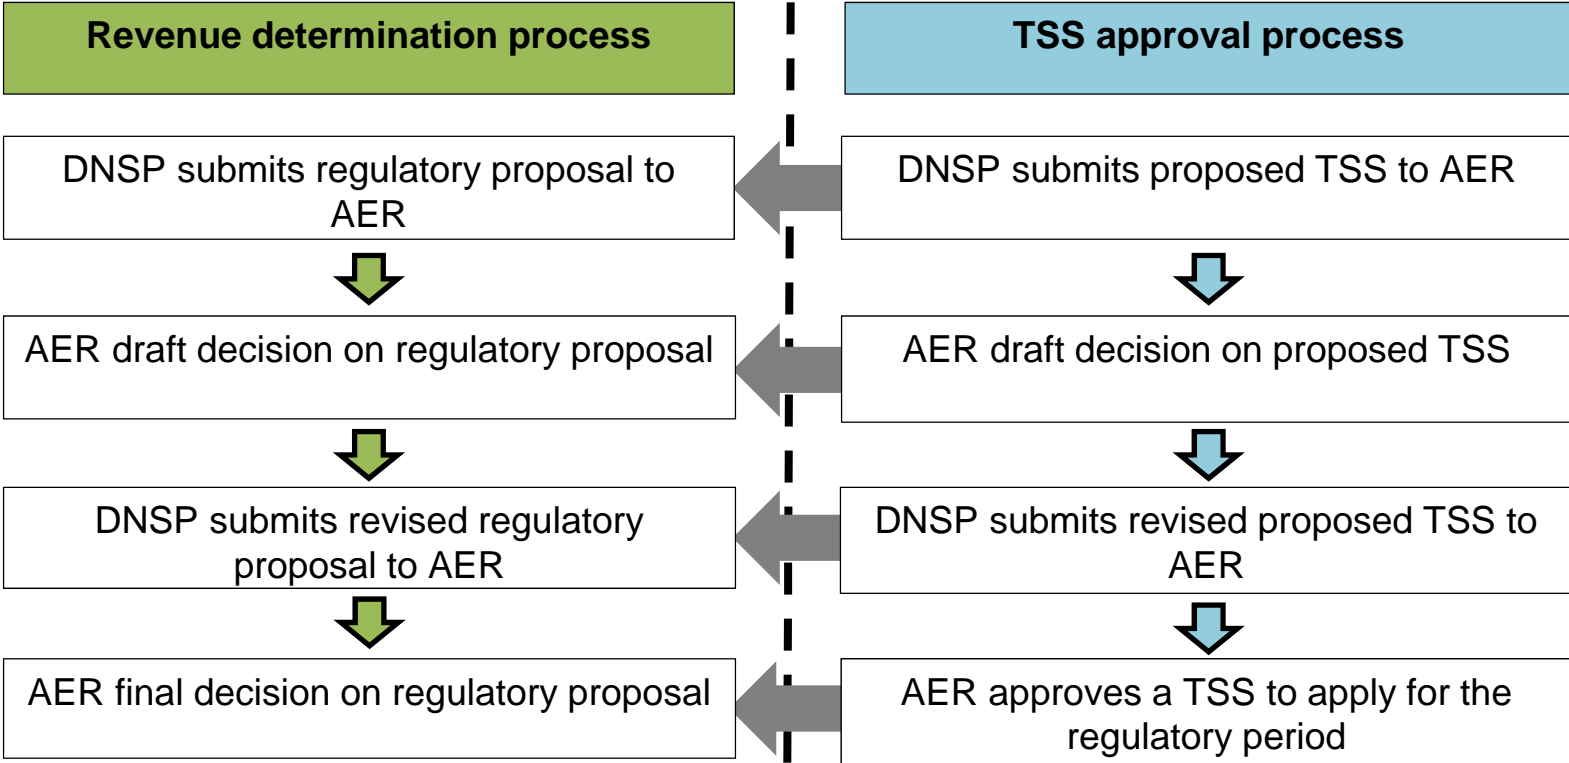 Revenue determination process
TSS approval process
DNSP submits regulatory proposal to
AER
DNSP submits proposed TSS to AER
AER draft decision on regulatory proposal
AER draft decision on proposed TSS
DNSP submits revised regulatory
proposal to AER
DNSP submits revised proposed TSS to
AER
AER final decision on regulatory proposal
AER approves a TSS to apply for the
regulatory period